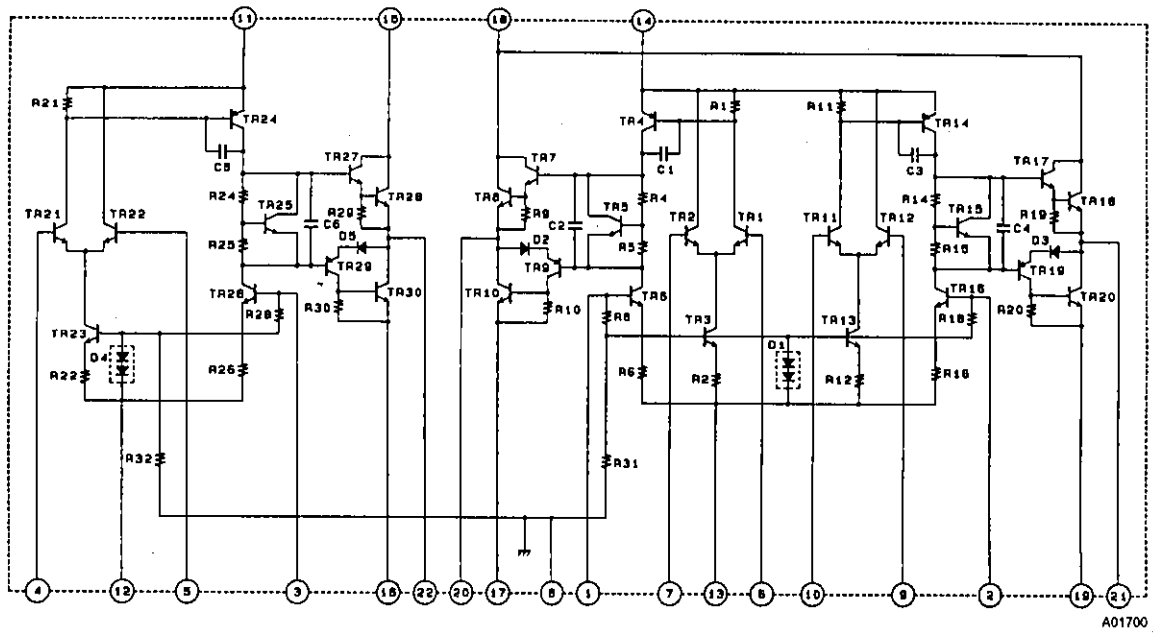 11 15 18 14
R21 TR24 TR4 R1 R11 TR14
C5 TR27 TR7 C1 C3 TR17
R24 TR25 TR28 TR8 R4 R14 TR15 TR18
TR21 TR22 R29 C6 R9 C2 TR5 TR2 TR1 TR11 TR12 C4 R19
R25 D5 D2 R5 R15 D3
TR29 TR9 TR19
TR26 R28 R30 TR30 TR10 R10 TR6 TR16 R18 R20 TR20
TR23 R8 TR3 TR13
D4 R22 R26 R6 R2 D1 R12 R16
R32 R31
4 12 5 3 16 22 20 17 8 1 7 13 6 10 9 2 19 21
A01700